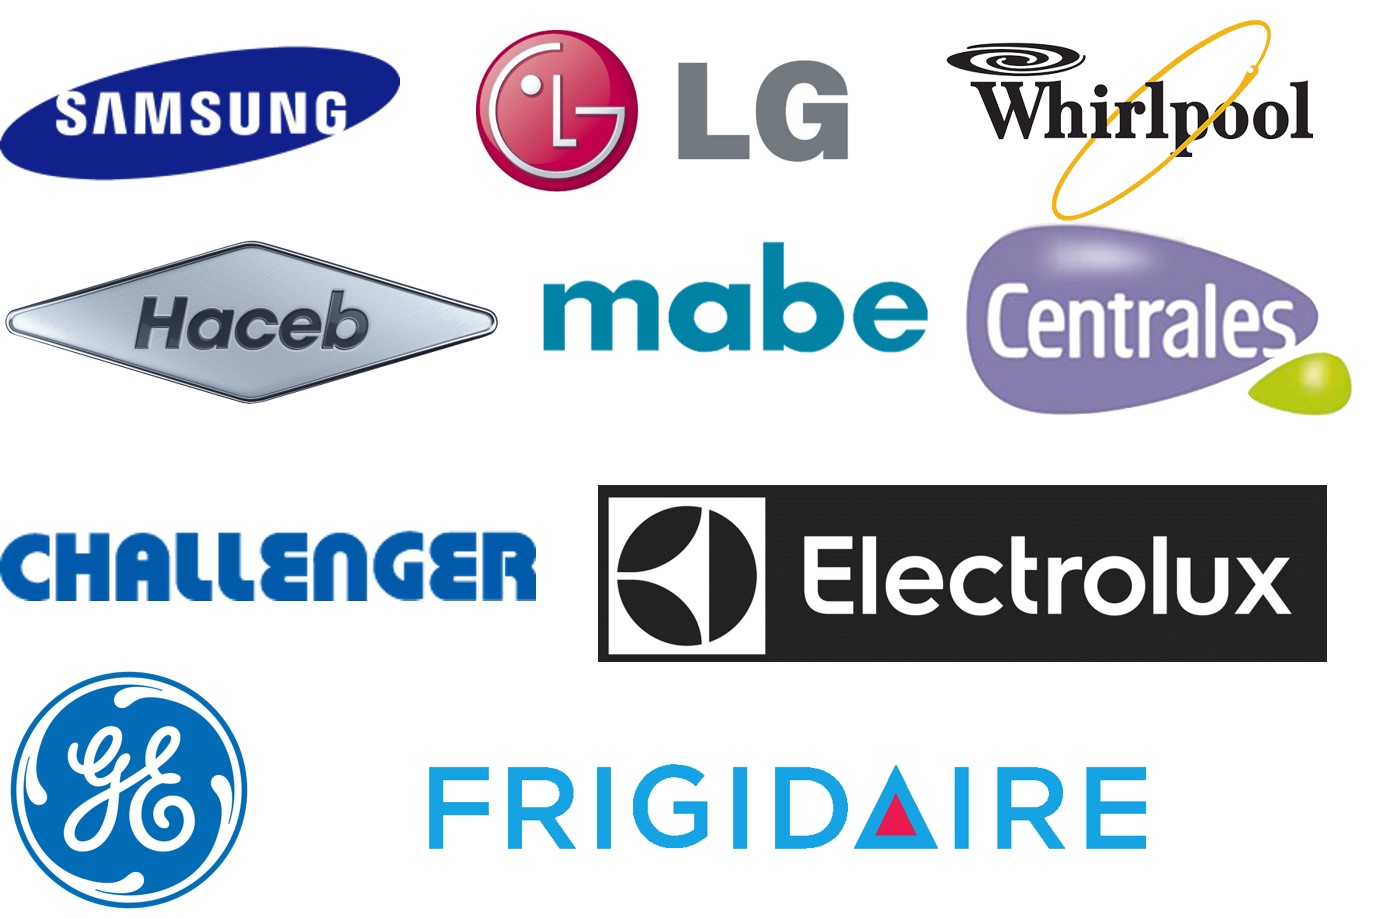 SAMSUNG
LG
Whirlpool
Haceb
mabe
Centrales
CHALLENGER
Electrolux
GE
FRIGIDAIRE